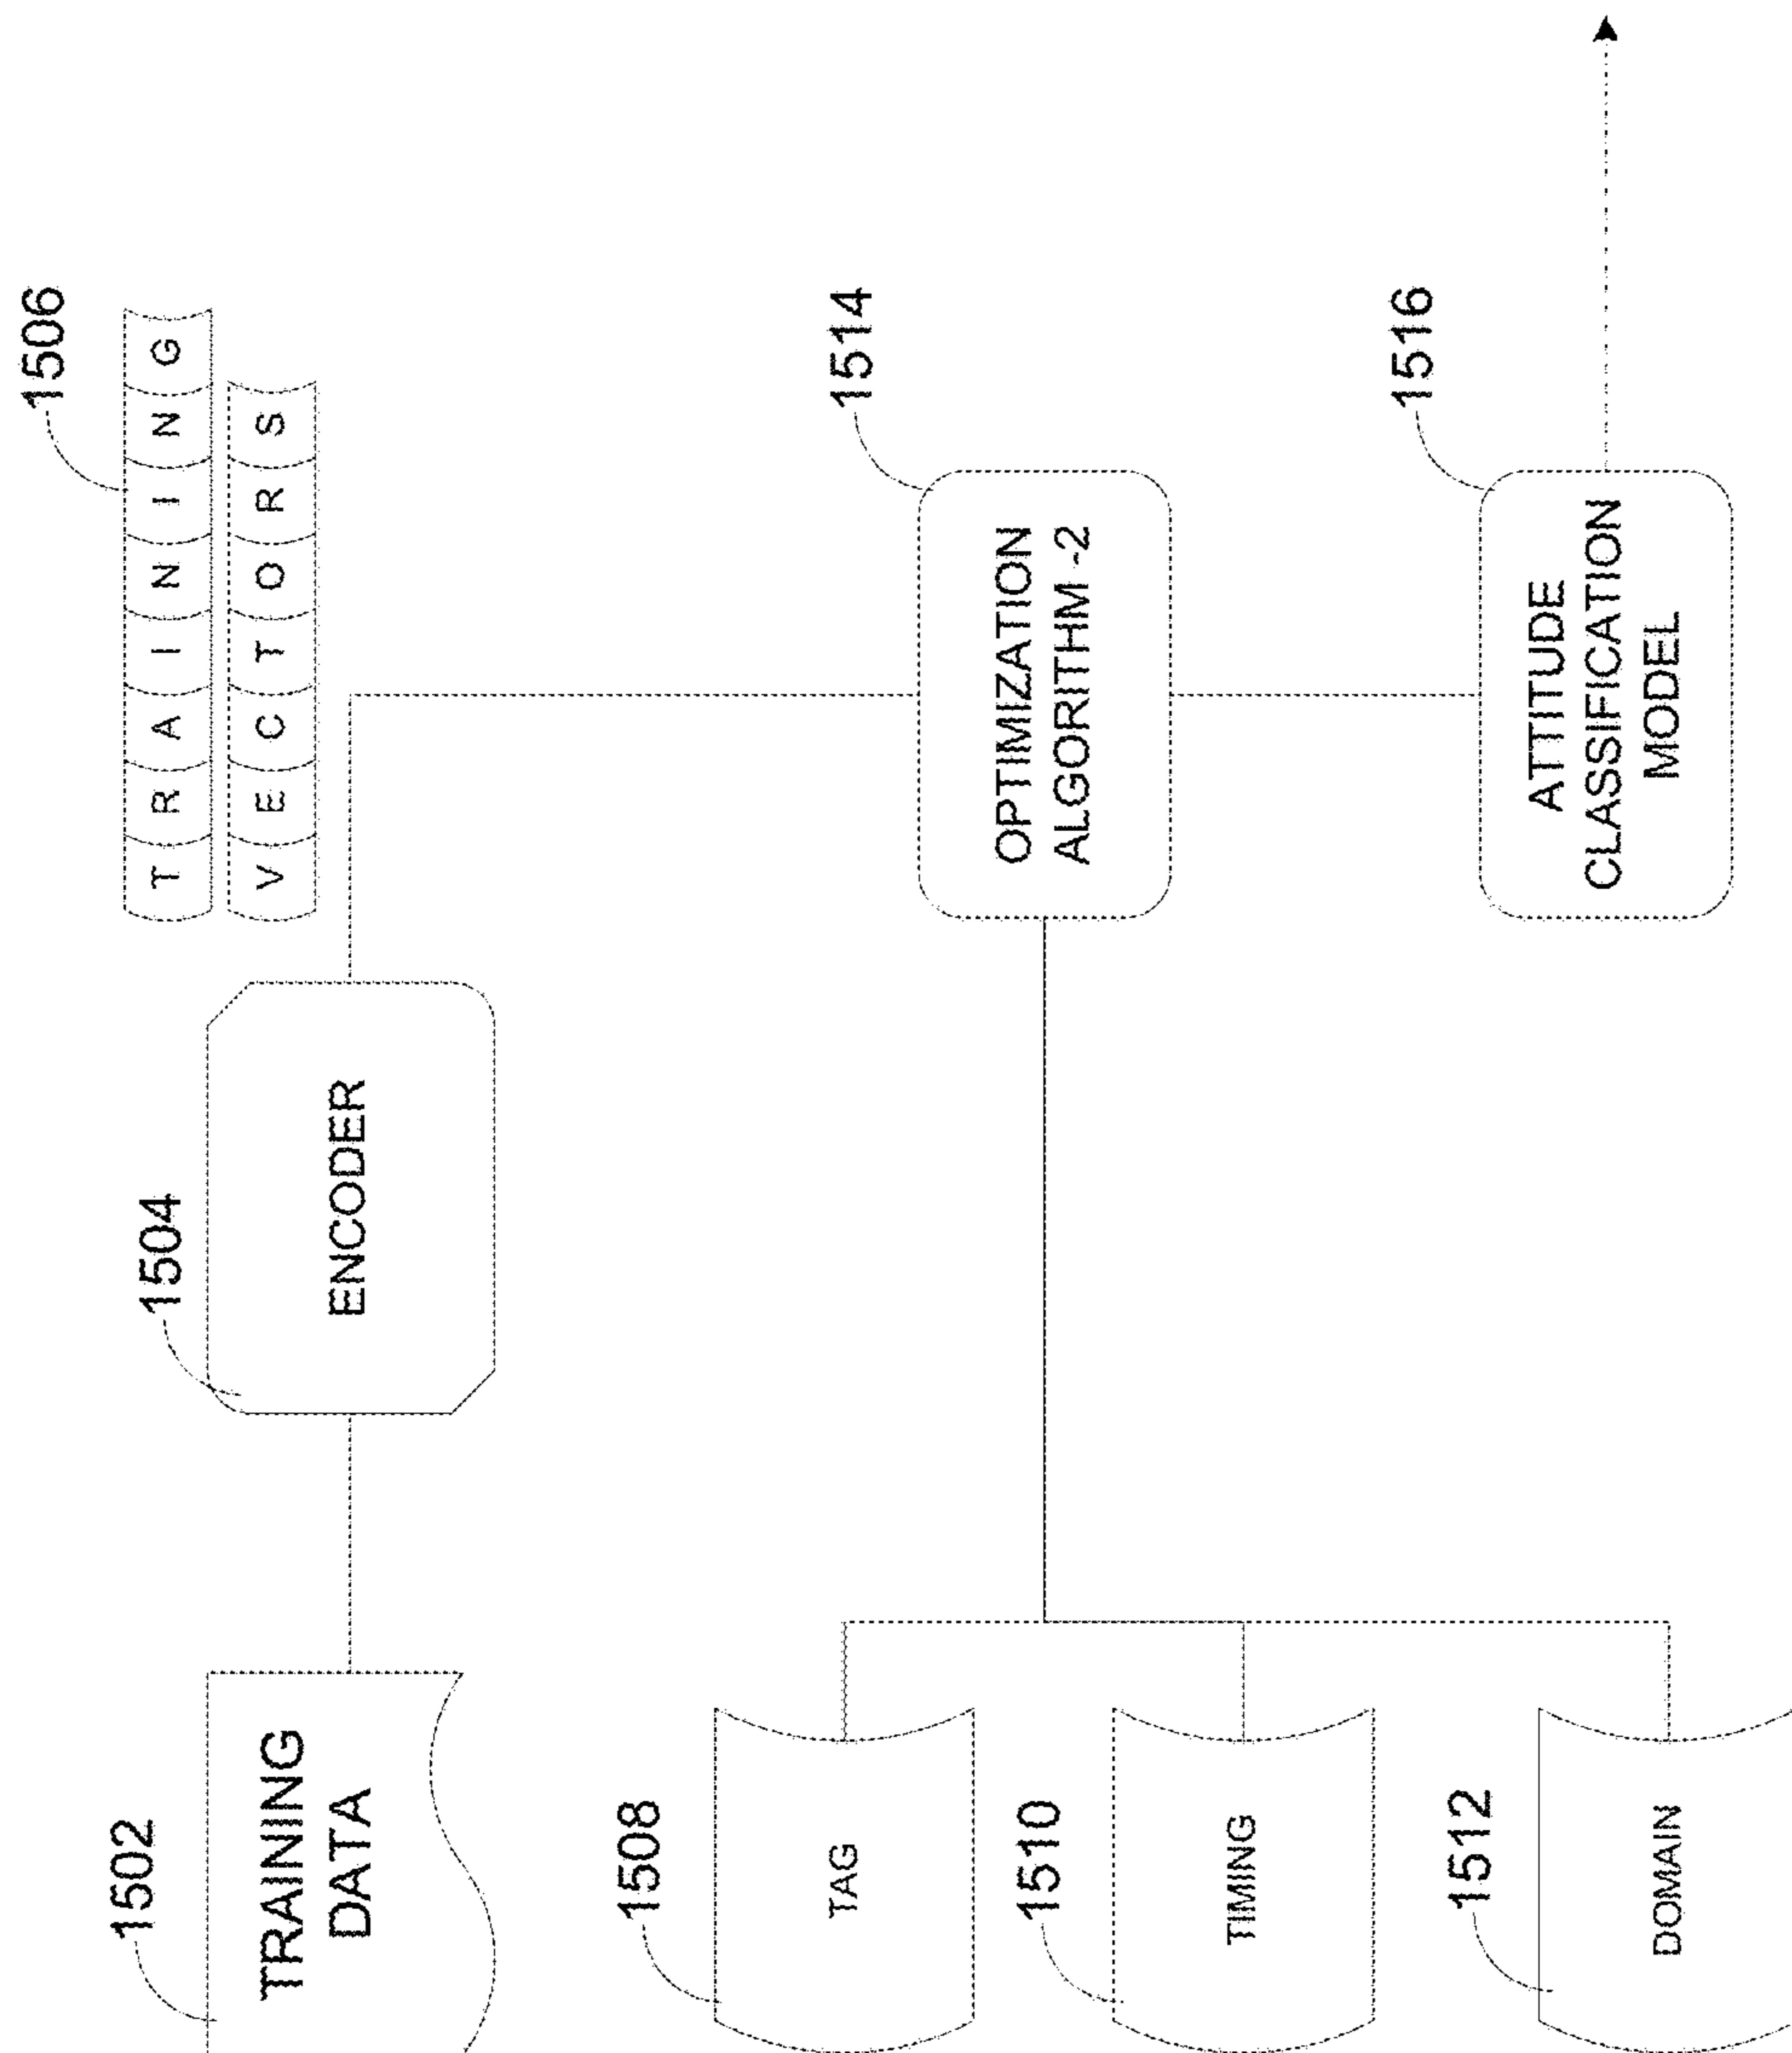 1502
TRAINING
DATA
1504
ENCODER
1506
TRAINING
VECTORS
1508
TAG
1510
TIMING
1512
DOMAIN
1514
OPTIMIZATION
ALGORITHM -2
1516
ATTITUDE
CLASSIFICATION
MODEL